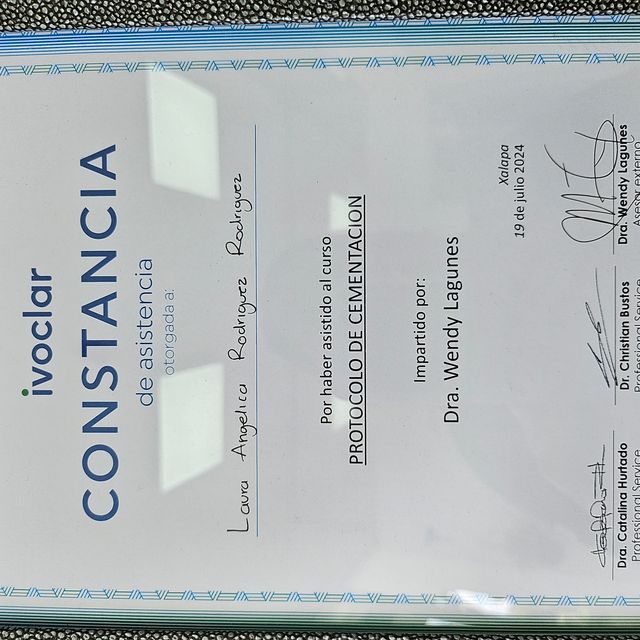 ivoclar
CONSTANCIA
de asistencia
otorgada a:
Laura Angelica Rodriguez Rodriguez
Por haber asistido al curso
PROTOCOLO DE CEMENTACION
Impartido por:
Dra. Wendy Lagunes
Xalapa
19 de julio 2024
Dra. Catalina Hurtado Dr. Christian Bustos Dra. Wendy Lagunes
Professional Service Professional Service Asesor externo